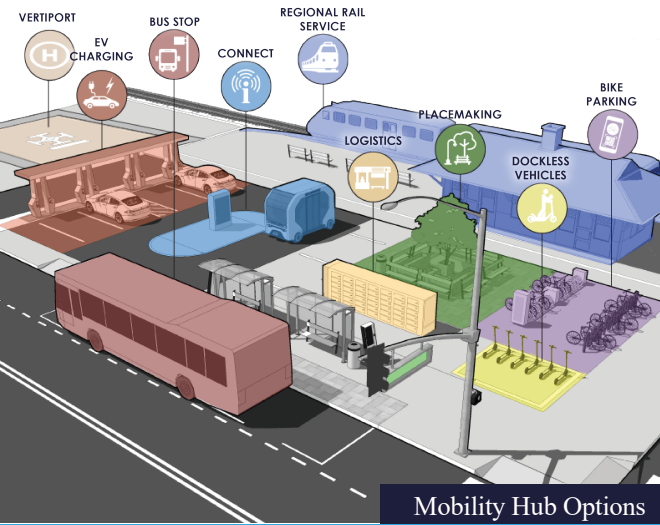 VERTIPORT
EV
CHARGING
BUS STOP
CONNECT
REGIONAL RAIL
SERVICE
LOGISTICS
PLACEMAKING
DOCKLESS
VEHICLES
BIKE
PARKING
H
Mobility Hub Options